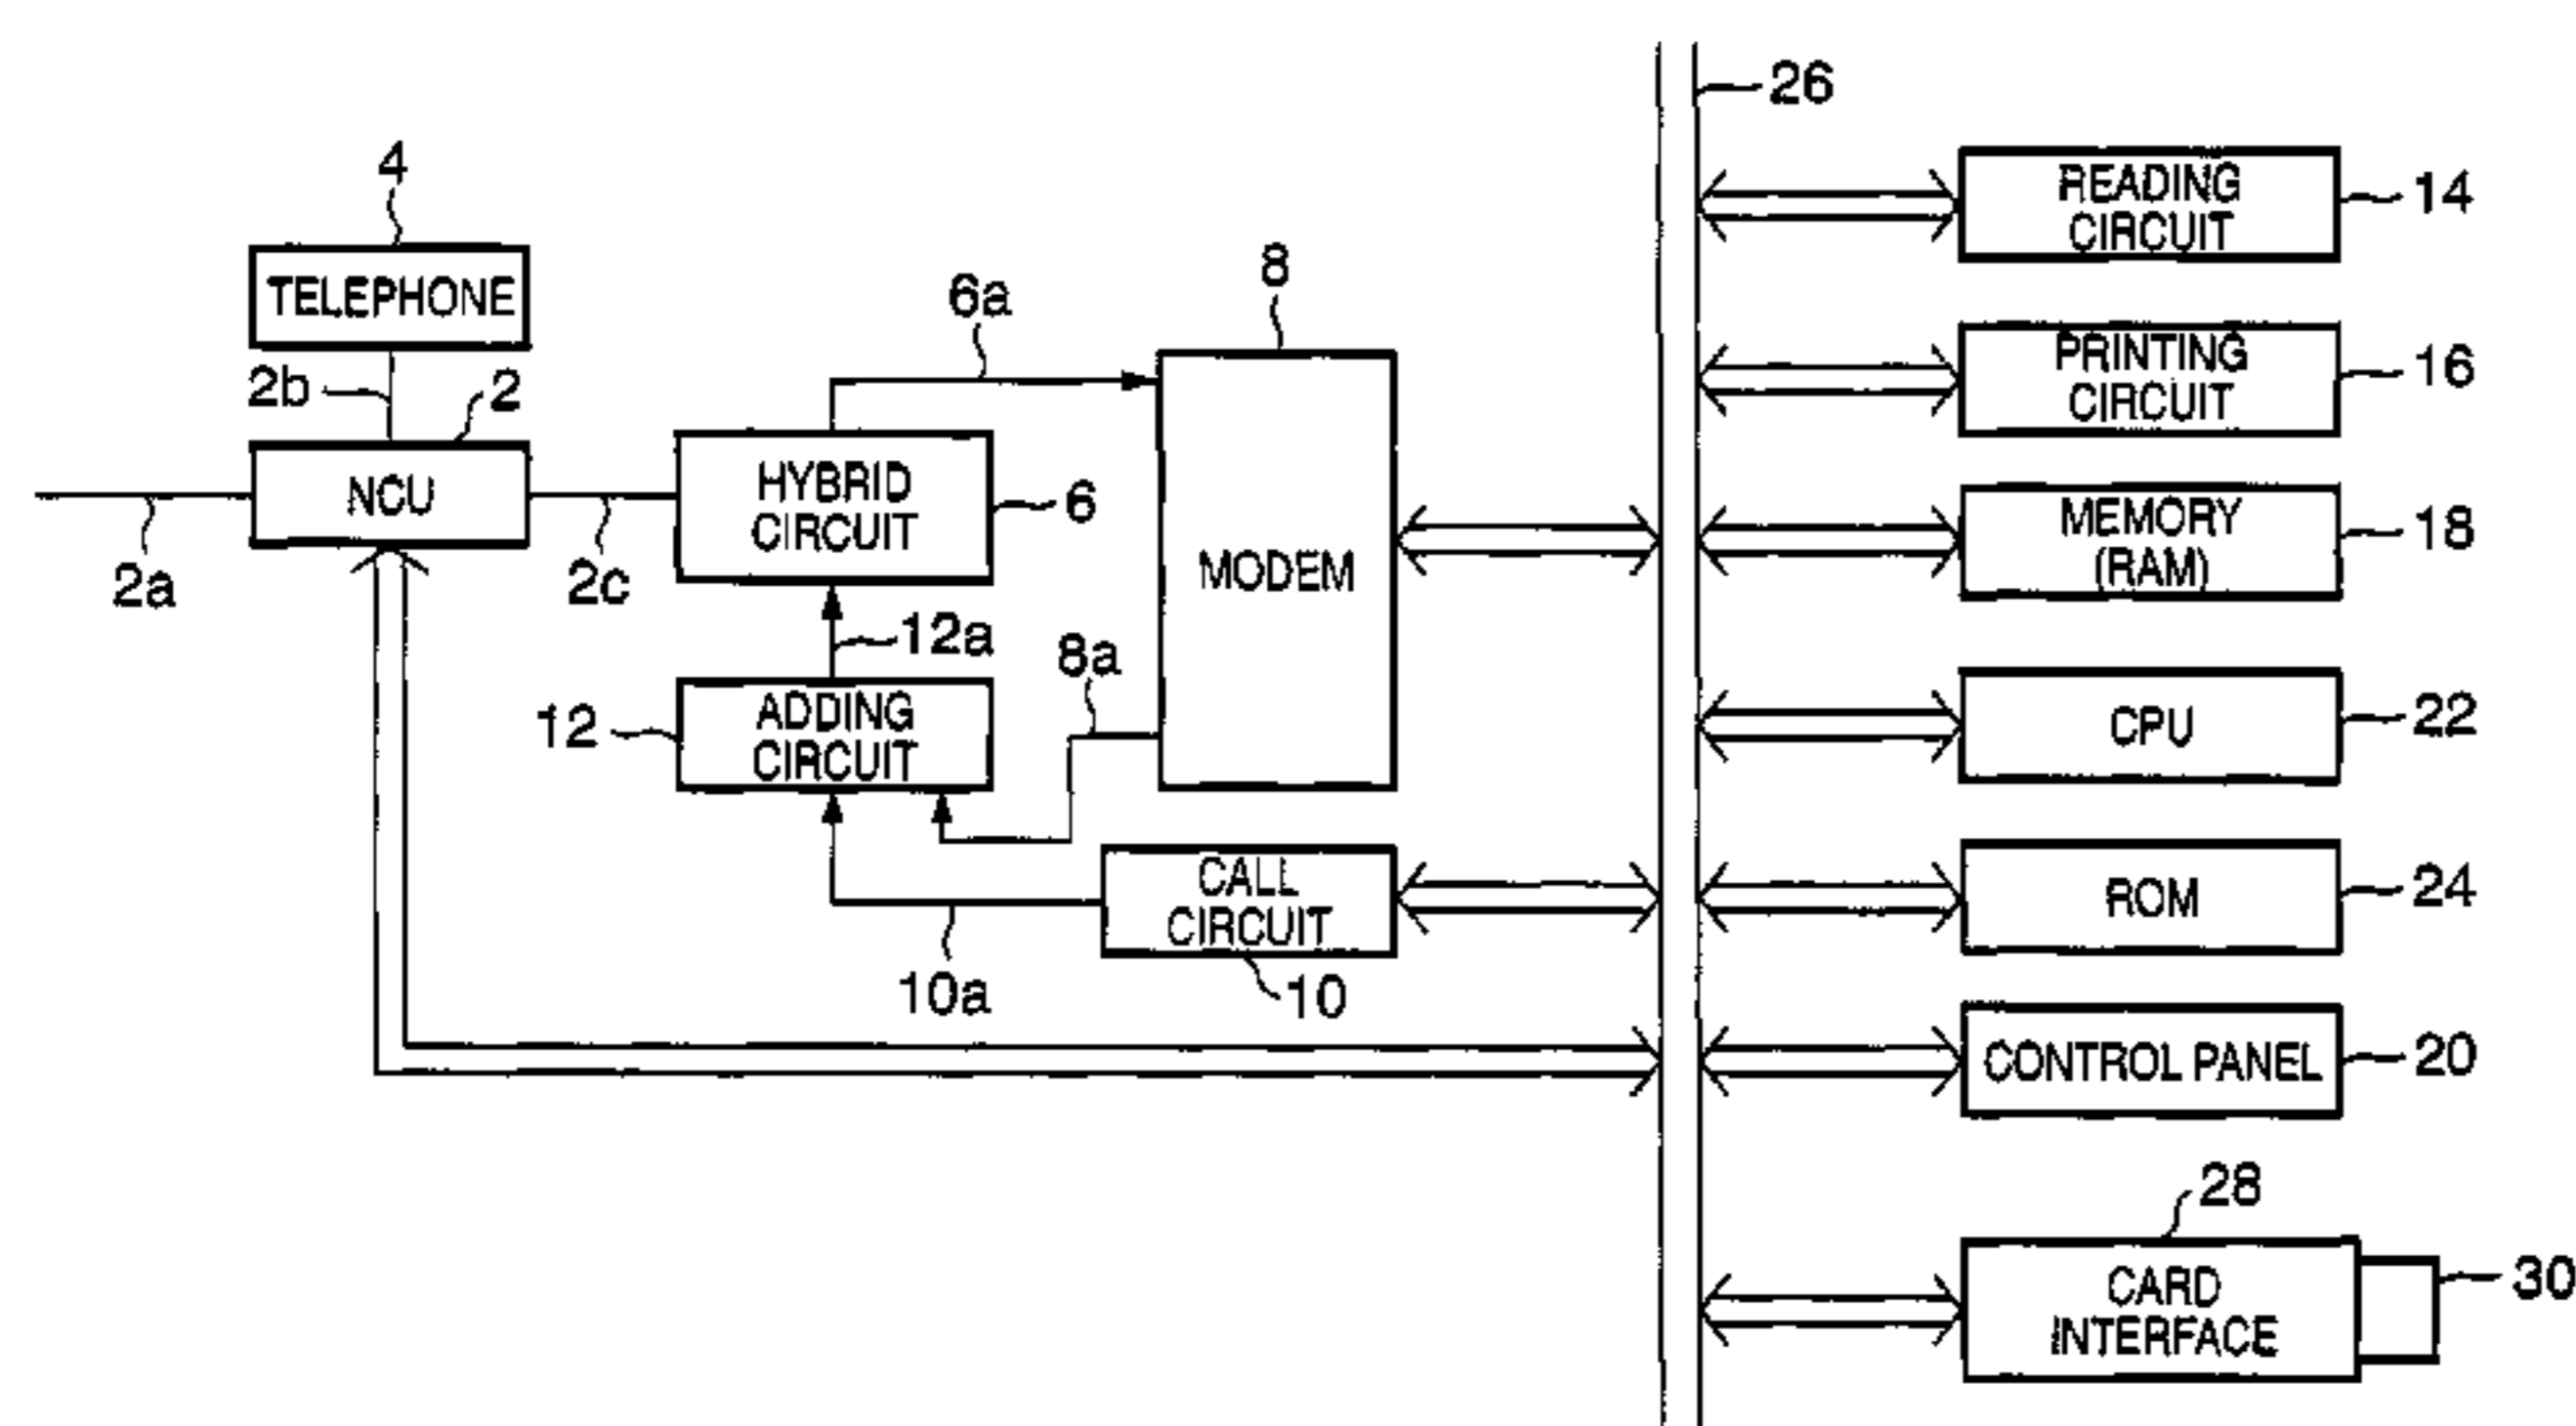 26
READING
CIRCUIT
14
4
TELEPHONE
6a
8
PRINTING
CIRCUIT
16
2b
2
NCU
HYBRID
CIRCUIT
6
MODEM
MEMORY
(RAM)
18
2a
2c
12a
8a
12
ADDING
CIRCUIT
CPU
22
CALL
CIRCUIT
ROM
24
10a
10
CONTROL PANEL
20
28
CARD
INTERFACE
30